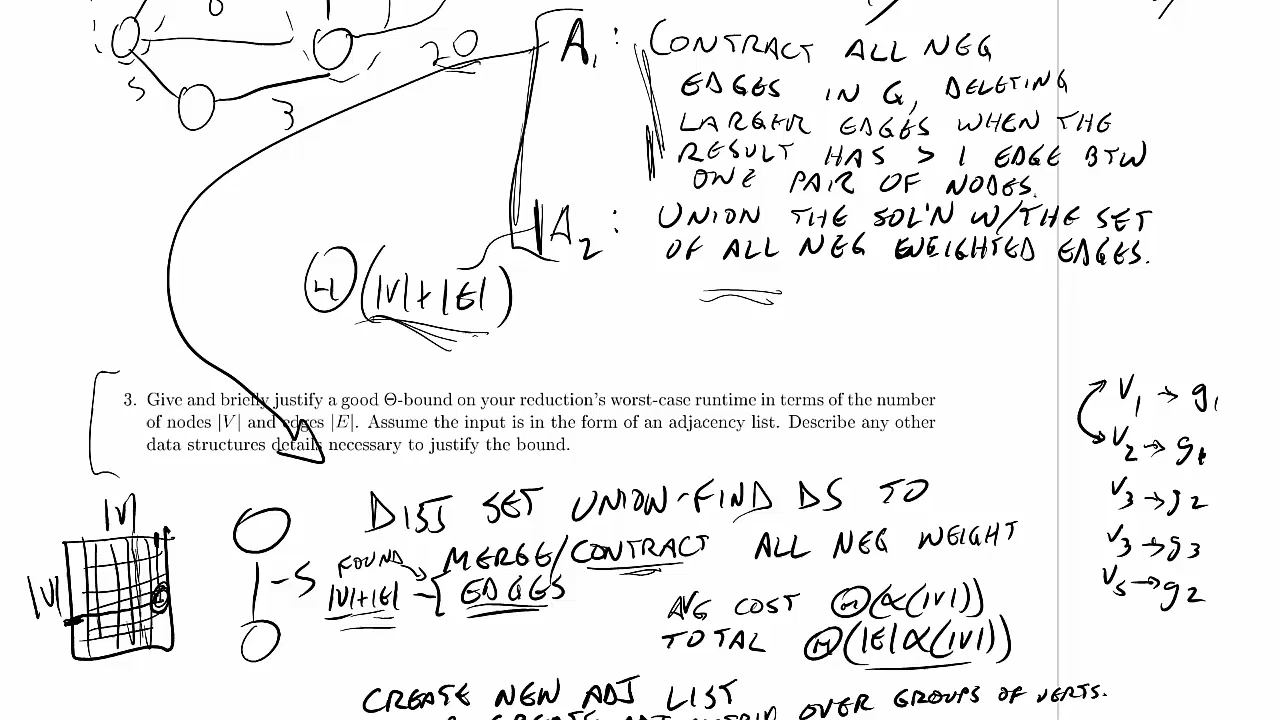 20
5
3
A1: CONTRACT ALL NEG
EDGES IN G, DELETING
LARGER EDGES WHEN THE
RESULT HAS > 1 EDGE BTW
ONE PAIR OF NODES.
A2: UNION THE SOL'N W/THE SET
OF ALL NEG WEIGHTED EDGES.
Θ(|V|+|E|)
3. Give and briefly justify a good Θ-bound on your reduction's worst-case runtime in terms of the number
of nodes |V| and edges |E|. Assume the input is in the form of an adjacency list. Describe any other
data structures details necessary to justify the bound.
V1 → g1
V2 → g1
V3 → g2
V3 → g3
V5 → g2
|V|
|V|
-5
DISJ SET UNION-FIND DS TO
MERGE/CONTRACT ALL NEG WEIGHT
EDGES
FOUND
|V|+|E|
AVG COST Θ(α(|V|))
TOTAL Θ(|E|α(|V|))
CREATE NEW ADJ LIST
CREATE ADJ MATRIX OVER GROUPS OF VERTS.